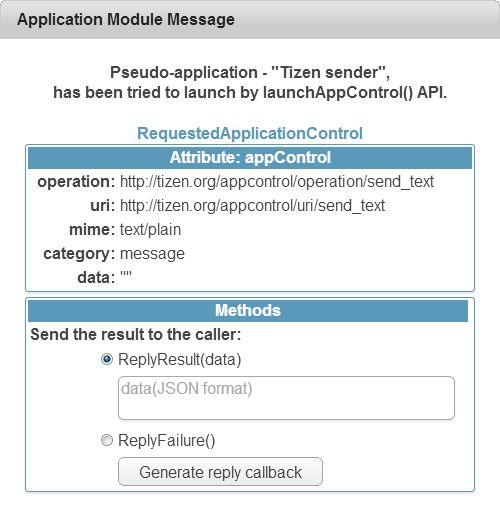 Application Module Message
Pseudo-application - "Tizen sender",
has been tried to launch by launchAppControl() API.
RequestedApplicationControl
Attribute: appControl
operation: http://tizen.org/appcontrol/operation/send_text
uri: http://tizen.org/appcontrol/uri/send_text
mime: text/plain
category: message
data: ""
Methods
Send the result to the caller:
ReplyResult(data)
data(JSON format)
ReplyFailure()
Generate reply callback